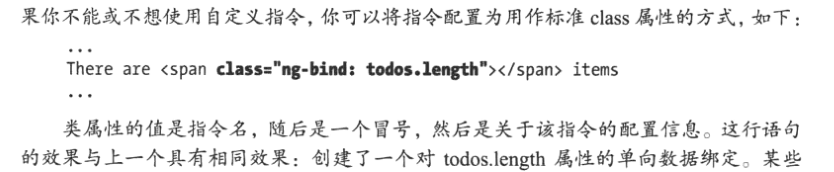 果你不能或不想使用自定义指令，你可以将指令配置为用作标准 class 属性的方式，如下：
...
There are <span class="ng-bind: todos.length"></span> items
...
类属性的值是指令名，随后是一个冒号，然后是关于该指令的配置信息。这行语句
的效果与上一个具有相同效果：创建了一个对 todos.length 属性的单向数据绑定。某些